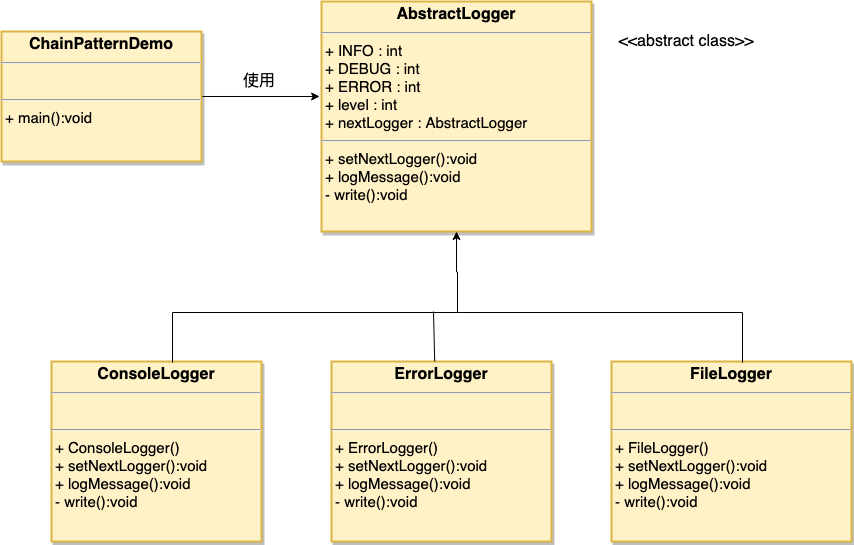 ChainPatternDemo
+ main():void
使用
AbstractLogger
+ INFO : int
+ DEBUG : int
+ ERROR : int
+ level : int
+ nextLogger : AbstractLogger
+ setNextLogger():void
+ logMessage():void
- write():void
<<abstract class>>
ConsoleLogger
+ ConsoleLogger()
+ setNextLogger():void
+ logMessage():void
- write():void
ErrorLogger
+ ErrorLogger()
+ setNextLogger():void
+ logMessage():void
- write():void
FileLogger
+ FileLogger()
+ setNextLogger():void
+ logMessage():void
- write():void